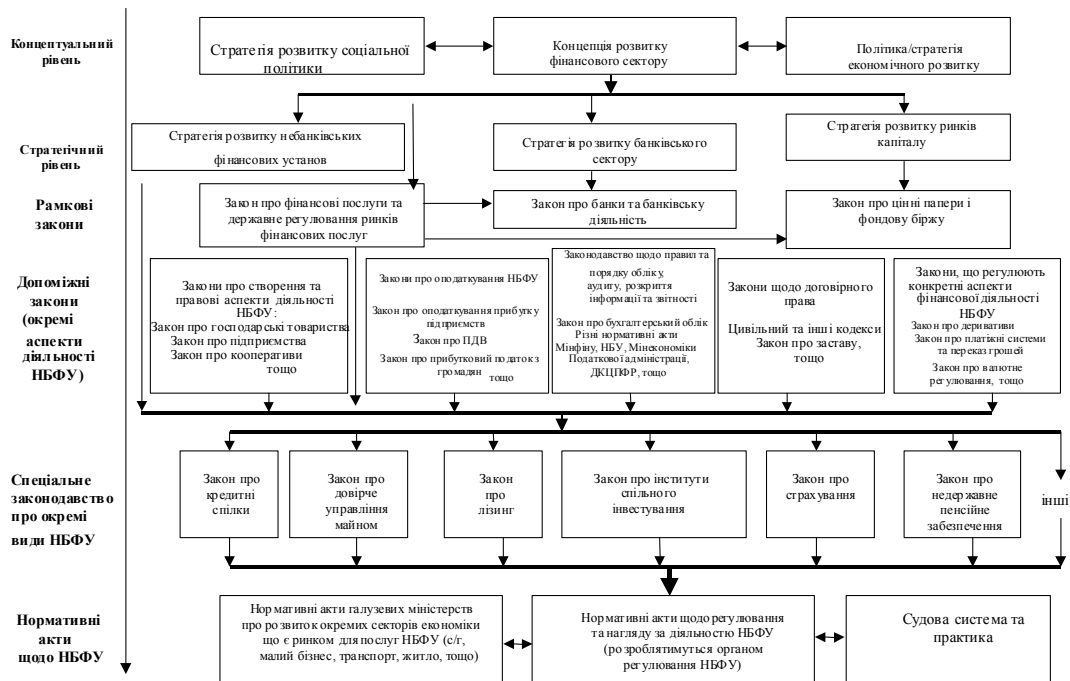 Концептуальний
рівень
Стратегія розвитку соціальної
політики
Концепція розвитку
фінансового сектору
Політика/стратегія
економічного розвитку
Стратегічний
рівень
Стратегія розвитку небанківських
фінансових установ
Стратегія розвитку банківського
сектору
Стратегія розвитку ринків
капіталу
Рамкові
закони
Закон про фінансові послуги та
державне регулювання ринків
фінансових послуг
Закон про банки та банківську
діяльність
Закон про цінні папери і
фондову біржу
Допоміжні
закони
(окремі
аспекти
діяльності
НБФУ)
Закони про створення та
правові аспекти діяльності
НБФУ:
Закон про господарські товариства
Закон про підприємства
Закон про кооперативи
тощо
Закони про оподаткування НБФУ
Закон про оподаткування прибутку
підприємств
Закон про ПДВ
Закон про прибутковий податок з
громадян тощо
Законодавство щодо правил та
порядку обліку,
аудиту, розкриття
інформації та звітності
Закон про бухгалтерський облік
Різні нормативні акти
Мінфіну, НБУ, Мінекономіки
Податкової адміністрації,
ДКЦПФР, тощо
Закони щодо договірного
права
Цивільний та інші кодекси
Закон про заставу, тощо
Закони, що регулюють
конкретні аспекти
фінансової діяльності
НБФУ
Закон про деривативи
Закон про платіжні системи
та переказ грошей
Закон про валютне
регулювання, тощо
Спеціальне
законодавство
про окремі
види НБФУ
Закон про
кредитні
спілки
Закон про
довірче
управління
майном
Закон
про
лізинг
Закон про інститути
спільного
інвестування
Закон про
страхування
Закон про
недержавне
пенсійне
забезпечення
інші
Нормативні
акти
щодо НБФУ
Нормативні акти галузевих міністерств
про розвиток окремих секторів економіки
що є ринком для послуг НБФУ (с/г,
малий бізнес, транспорт, житло, тощо)
Нормативні акти щодо регулювання
та нагляду за діяльністю НБФУ
(розроблятимуться органом
регулювання НБФУ)
Судова система та
практика